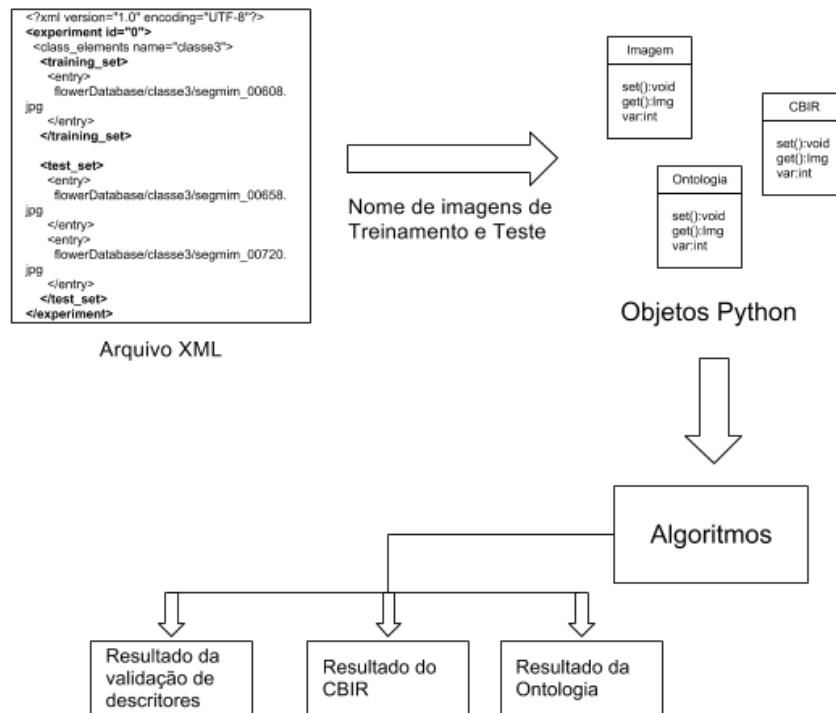 <?xml version="1.0" encoding="UTF-8"?>
<experiment id="0">
<class_elements name="classe3">
<training_set>
<entry>
flowerDatabase/classe3/segmim_00608.
jpg
</entry>
</training_set>
<test_set>
<entry>
flowerDatabase/classe3/segmim_00658.
jpg
</entry>
<entry>
flowerDatabase/classe3/segmim_00720.
jpg
</entry>
</test_set>
</experiment>
Arquivo XML
Nome de imagens de
Treinamento e Teste
Imagem
set():void
get():Img
var:int
CBIR
set():void
get():Img
var:int
Ontologia
set():void
get():Img
var:int
Objetos Python
Algoritmos
Resultado da
validação de
descritores
Resultado do
CBIR
Resultado da
Ontologia